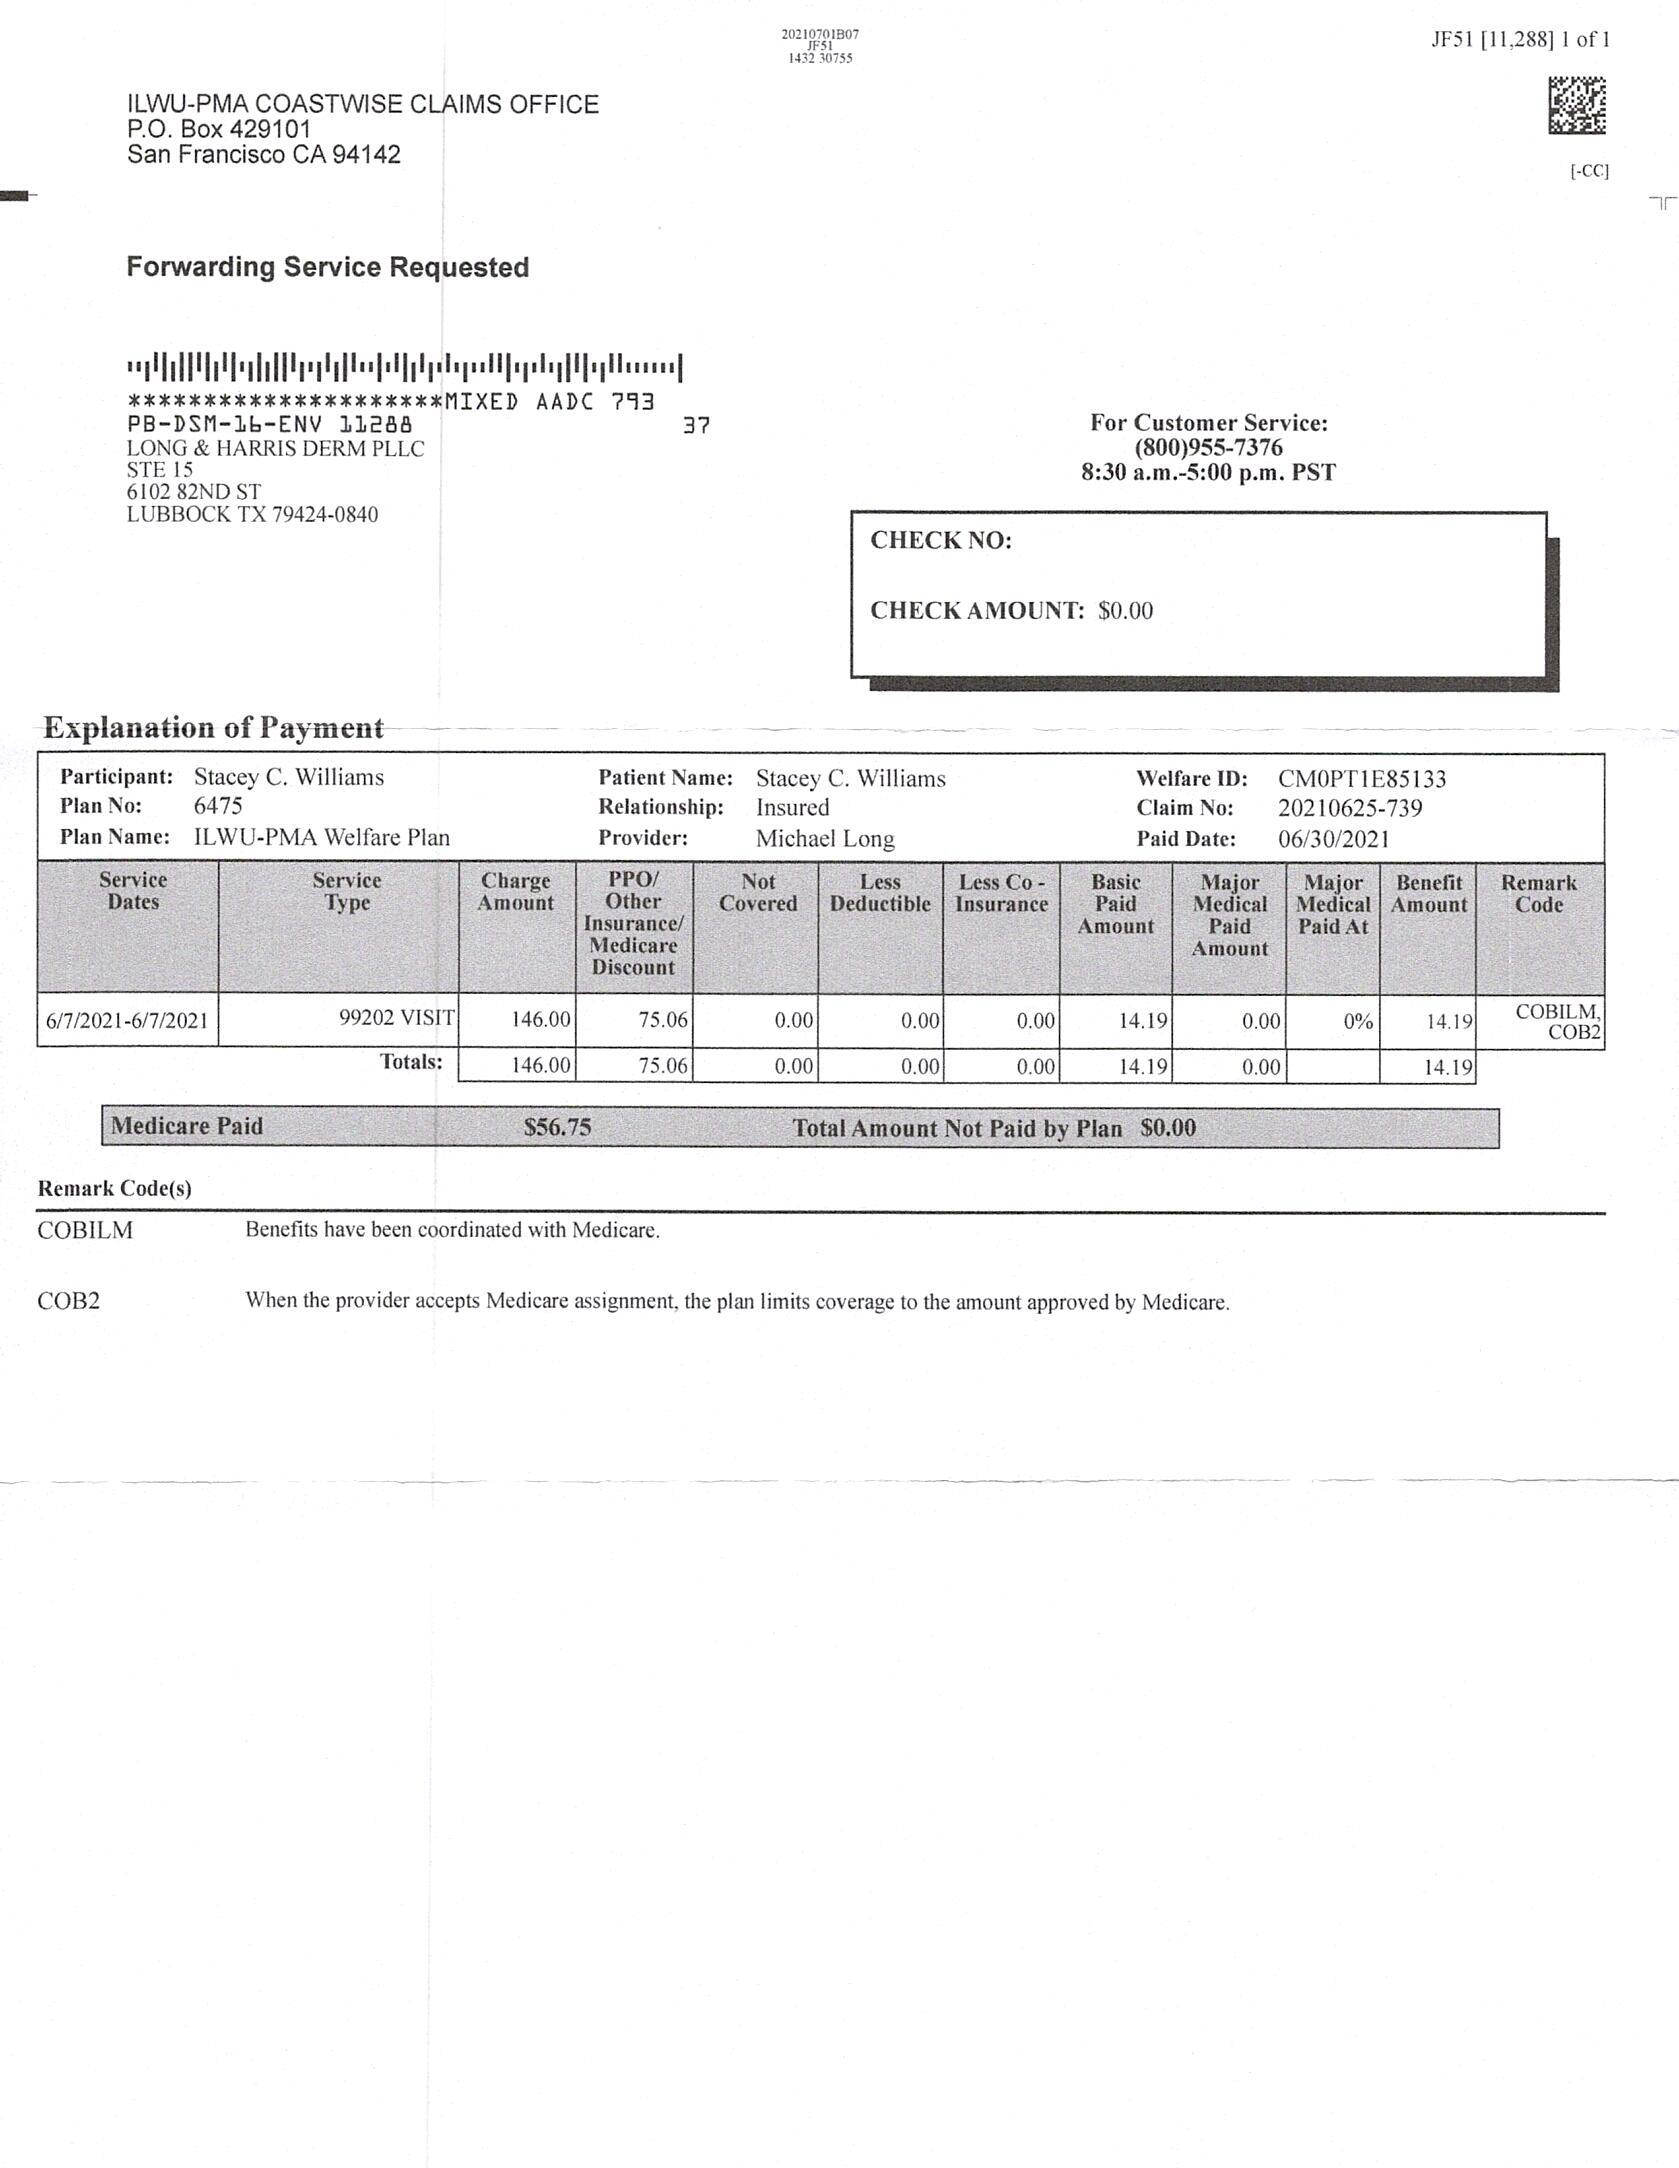 20210701B07
JF51
1432 30755
JF51 [11,288] 1 of 1
ILWU-PMA COASTWISE CLAIMS OFFICE
P.O. Box 429101
San Francisco CA 94142
[-CC]
Forwarding Service Requested
*********************MIXED AADC 793
PB-DSM-16-ENV 11288 37
LONG & HARRIS DERM PLLC
STE 15
6102 82ND ST
LUBBOCK TX 79424-0840
For Customer Service:
(800)955-7376
8:30 a.m.-5:00 p.m. PST
CHECK NO:
CHECK AMOUNT: $0.00
Explanation of Payment
Participant: Stacey C. Williams Patient Name: Stacey C. Williams Welfare ID: CM0PT1E85133
Plan No: 6475 Relationship: Insured Claim No: 20210625-739
Plan Name: ILWU-PMA Welfare Plan Provider: Michael Long Paid Date: 06/30/2021
Service Dates Service Type Charge Amount PPO/ Other Insurance/ Medicare Discount Not Covered Less Deductible Less Co - Insurance Basic Paid Amount Major Medical Paid Amount Major Medical Paid At Benefit Amount Remark Code
6/7/2021-6/7/2021 99202 VISIT 146.00 75.06 0.00 0.00 0.00 14.19 0.00 0% 14.19 COBILM, COB2
Totals: 146.00 75.06 0.00 0.00 0.00 14.19 0.00 14.19
Medicare Paid $56.75 Total Amount Not Paid by Plan $0.00
Remark Code(s)
COBILM Benefits have been coordinated with Medicare.
COB2 When the provider accepts Medicare assignment, the plan limits coverage to the amount approved by Medicare.